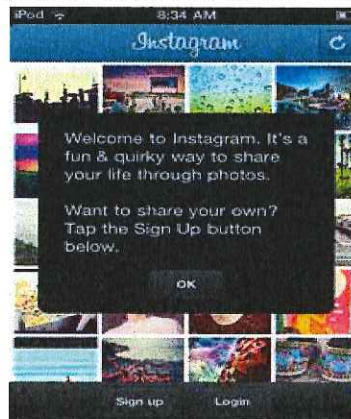 iPod 8:34 AM
Instagram
Welcome to Instagram. It's a
fun & quirky way to share
your life through photos.
Want to share your own?
Tap the Sign Up button
below.
OK
Sign up Login